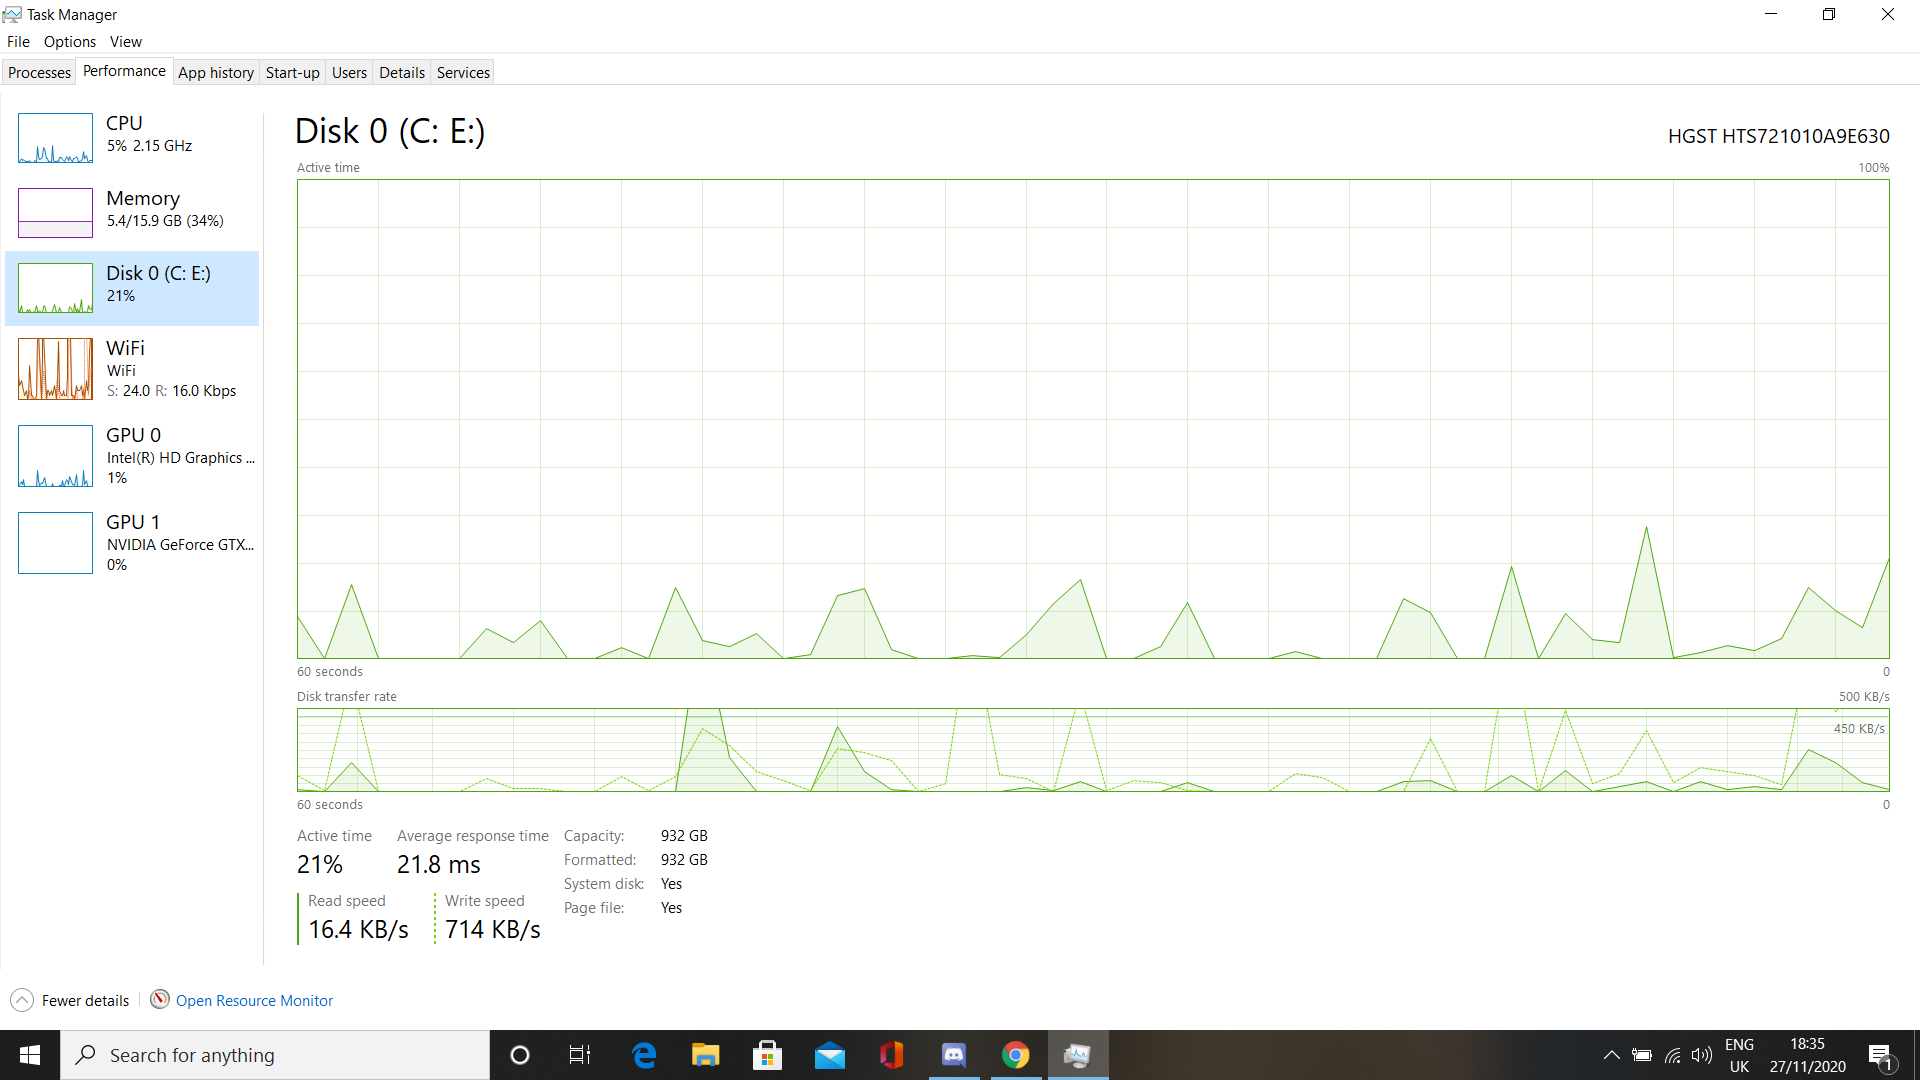 Task Manager
File Options View
Processes Performance App history Start-up Users Details Services
CPU
5% 2.15 GHz
Memory
5.4/15.9 GB (34%)
Disk 0 (C: E:)
21%
WiFi
WiFi
S: 24.0 R: 16.0 Kbps
GPU 0
Intel(R) HD Graphics ...
1%
GPU 1
NVIDIA GeForce GTX...
0%
Disk 0 (C: E:)
HGST HTS721010A9E630
Active time 100%
60 seconds 0
Disk transfer rate 500 KB/s
450 KB/s
60 seconds 0
Active time
21%
Average response time
21.8 ms
Read speed
16.4 KB/s
Write speed
714 KB/s
Capacity: 932 GB
Formatted: 932 GB
System disk: Yes
Page file: Yes
Fewer details Open Resource Monitor
Search for anything
ENG
UK
18:35
27/11/2020
1